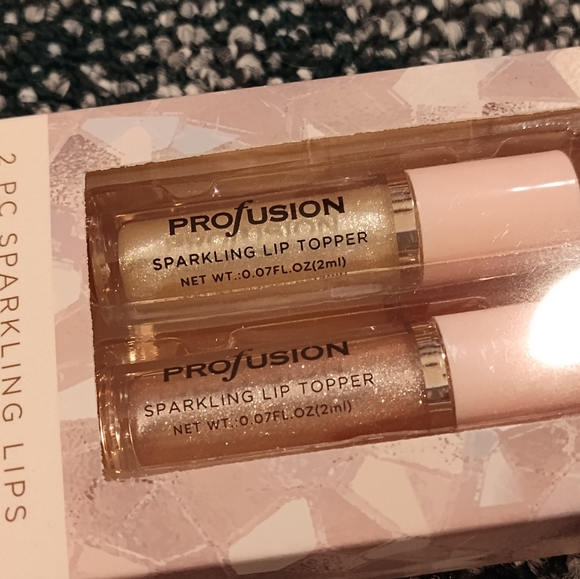 2 PC SPARKLING LIPS
PROFUSION
SPARKLING LIP TOPPER
NET WT.:0.07FL.OZ(2ml)
PROFUSION
SPARKLING LIP TOPPER
NET WT.:0.07FL.OZ(2ml)